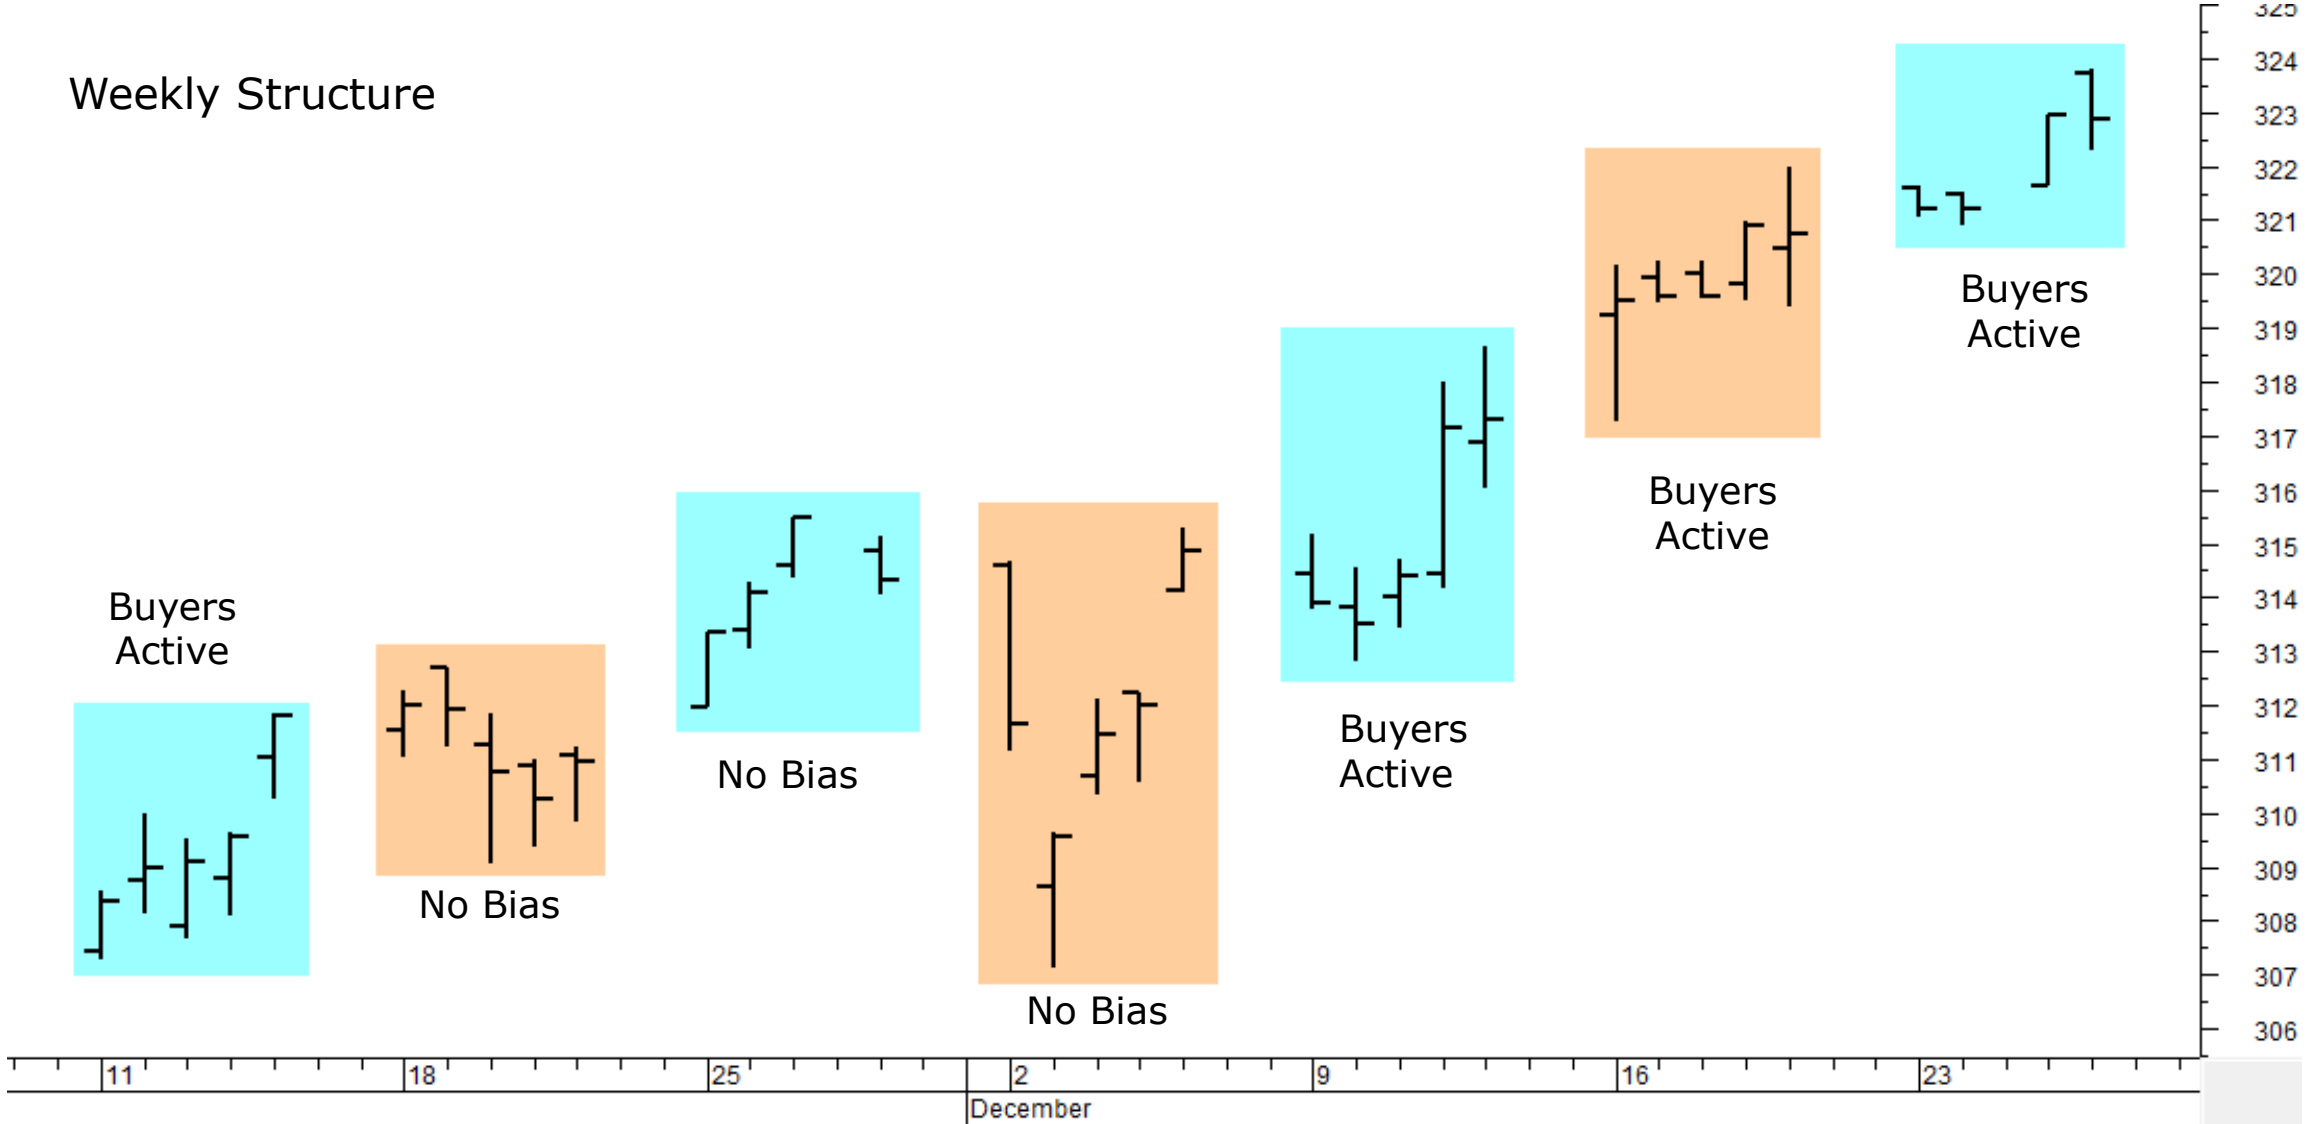 325
Weekly Structure
324
323
322
321
Buyers
Active
320
319
318
317
Buyers
Active
316
315
314
Buyers
Active
313
312
Buyers
Active
No Bias
311
310
309
No Bias
308
307
No Bias
306
11 18 25 2 9 16 23
December